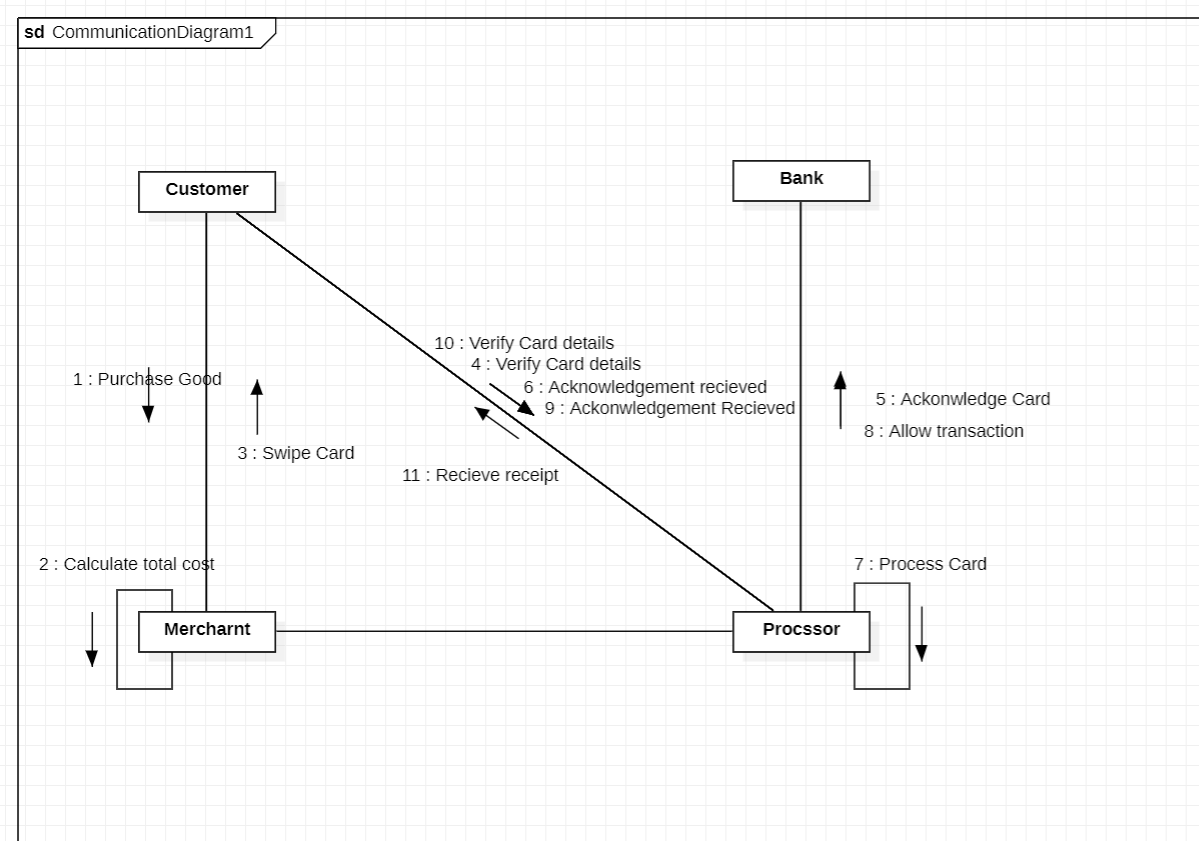 sd CommunicationDiagram1
Customer
Bank
10 : Verify Card details
4 : Verify Card details
1 : Purchase Good
6 : Acknowledgement recieved
5 : Ackonwledge Card
9 : Ackonwledgement Recieved
8 : Allow transaction
3 : Swipe Card
11 : Recieve receipt
2 : Calculate total cost
7 : Process Card
Mercharnt
Procssor